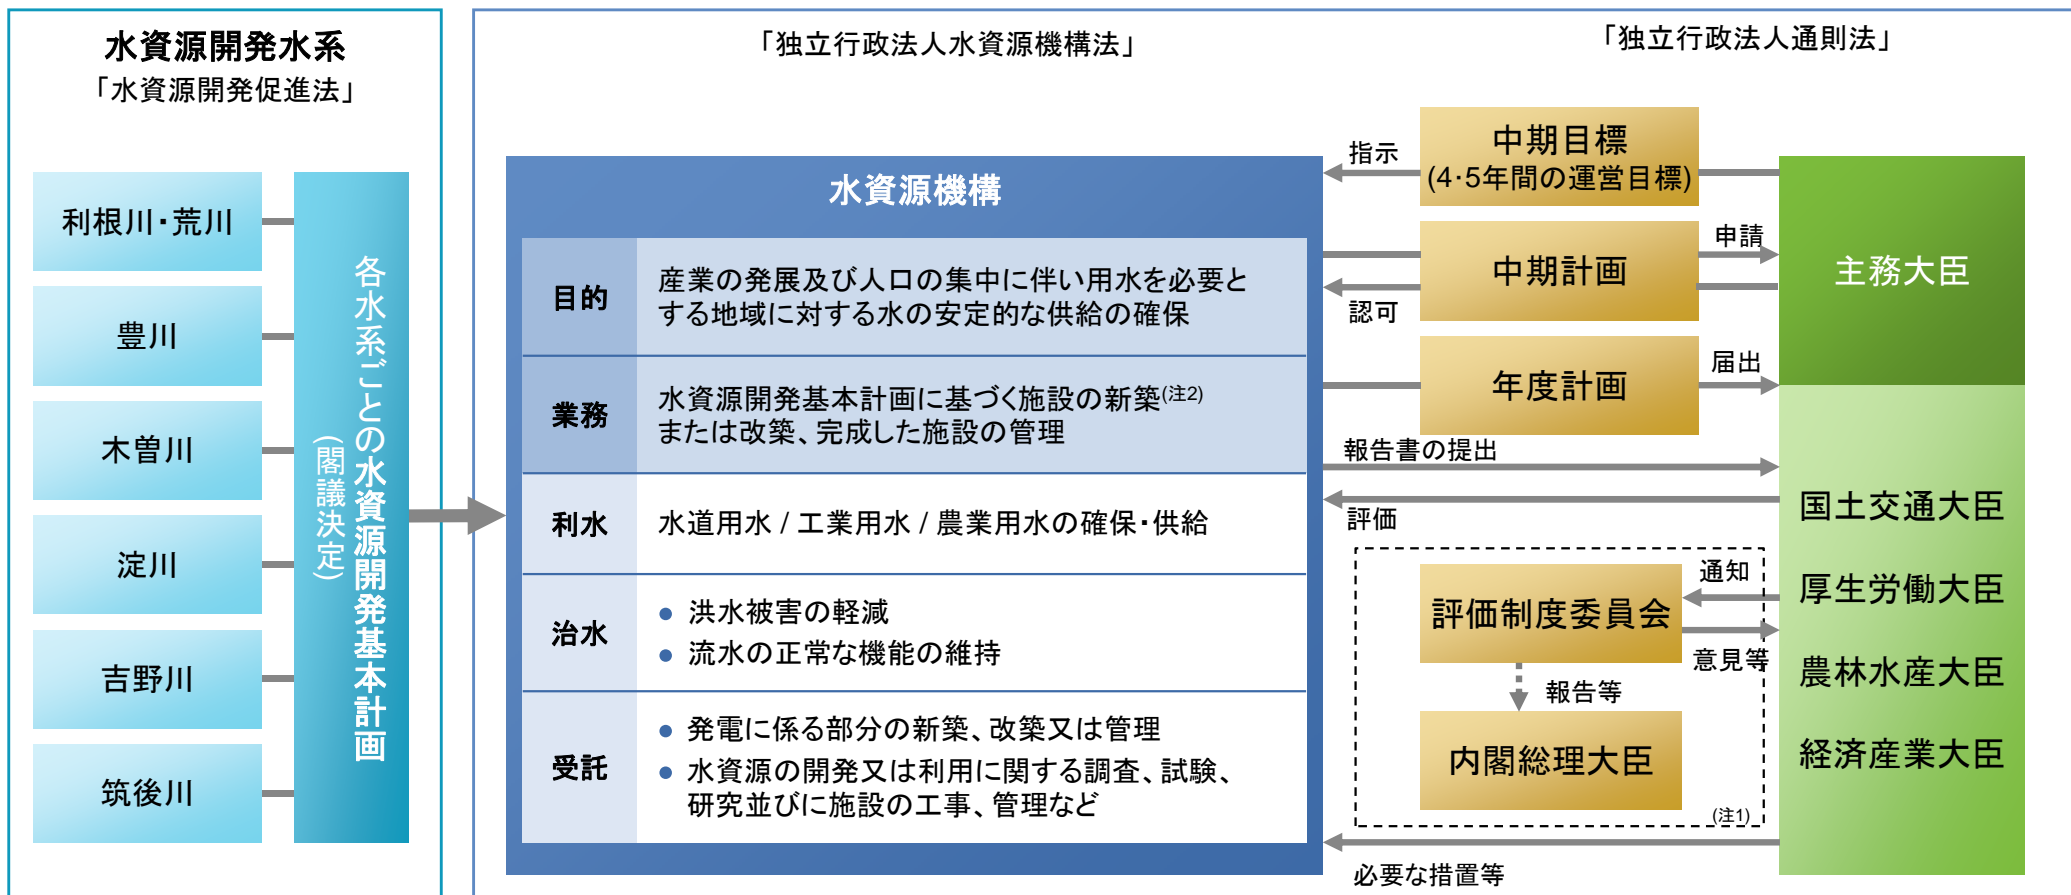 水資源開発水系
「水資源開発促進法」
利根川・荒川
豊川
木曽川
淀川
吉野川
筑後川
各水系ごとの水資源開発基本計画
(閣議決定)
「独立行政法人水資源機構法」
「独立行政法人通則法」
水資源機構
目的
産業の発展及び人口の集中に伴い用水を必要と
する地域に対する水の安定的な供給の確保
業務
水資源開発基本計画に基づく施設の新築(注2)
または改築、完成した施設の管理
利水
水道用水 / 工業用水 / 農業用水の確保・供給
治水
● 洪水被害の軽減
● 流水の正常な機能の維持
受託
● 発電に係る部分の新築、改築又は管理
● 水資源の開発又は利用に関する調査、試験、
研究並びに施設の工事、管理など
指示
中期目標
(4・5年間の運営目標)
中期計画
申請
認可
年度計画
届出
報告書の提出
評価
評価制度委員会
通知
意見等
報告等
内閣総理大臣
(注1)
必要な措置等
主務大臣
国土交通大臣
厚生労働大臣
農林水産大臣
経済産業大臣